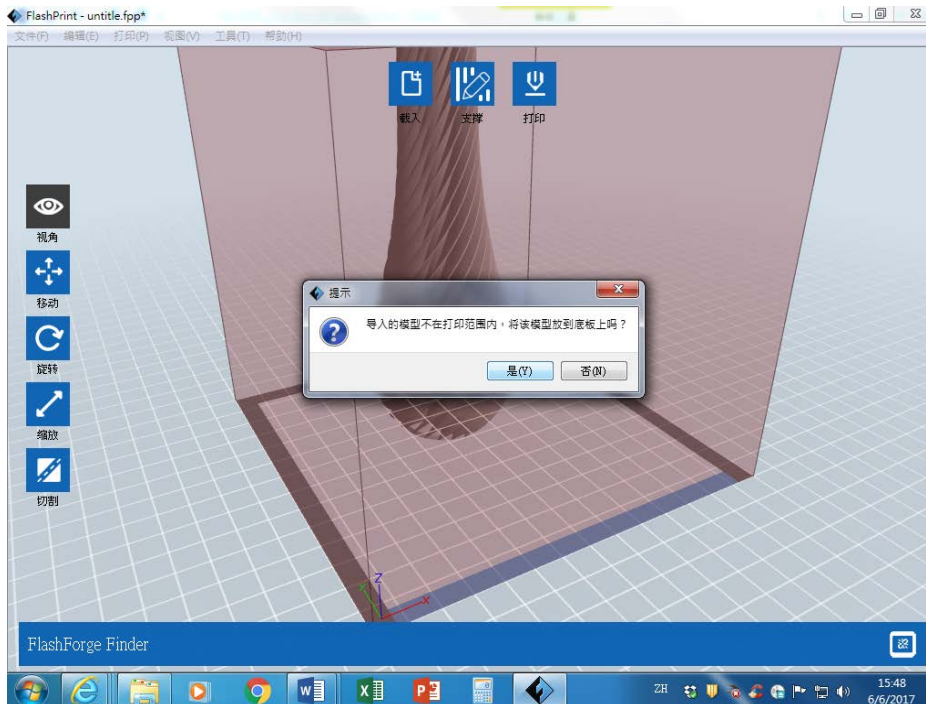 FlashPrint - untitle.fpp*
文件(F) 编辑(E) 打印(P) 视图(V) 工具(T) 帮助(H)
载入 支撑 打印
视角
移动
旋转
缩放
切割
提示
导入的模型不在打印范围内，将该模型放到底板上吗？
是(Y) 否(N)
Z
X
FlashForge Finder
ZH
15:48
6/6/2017